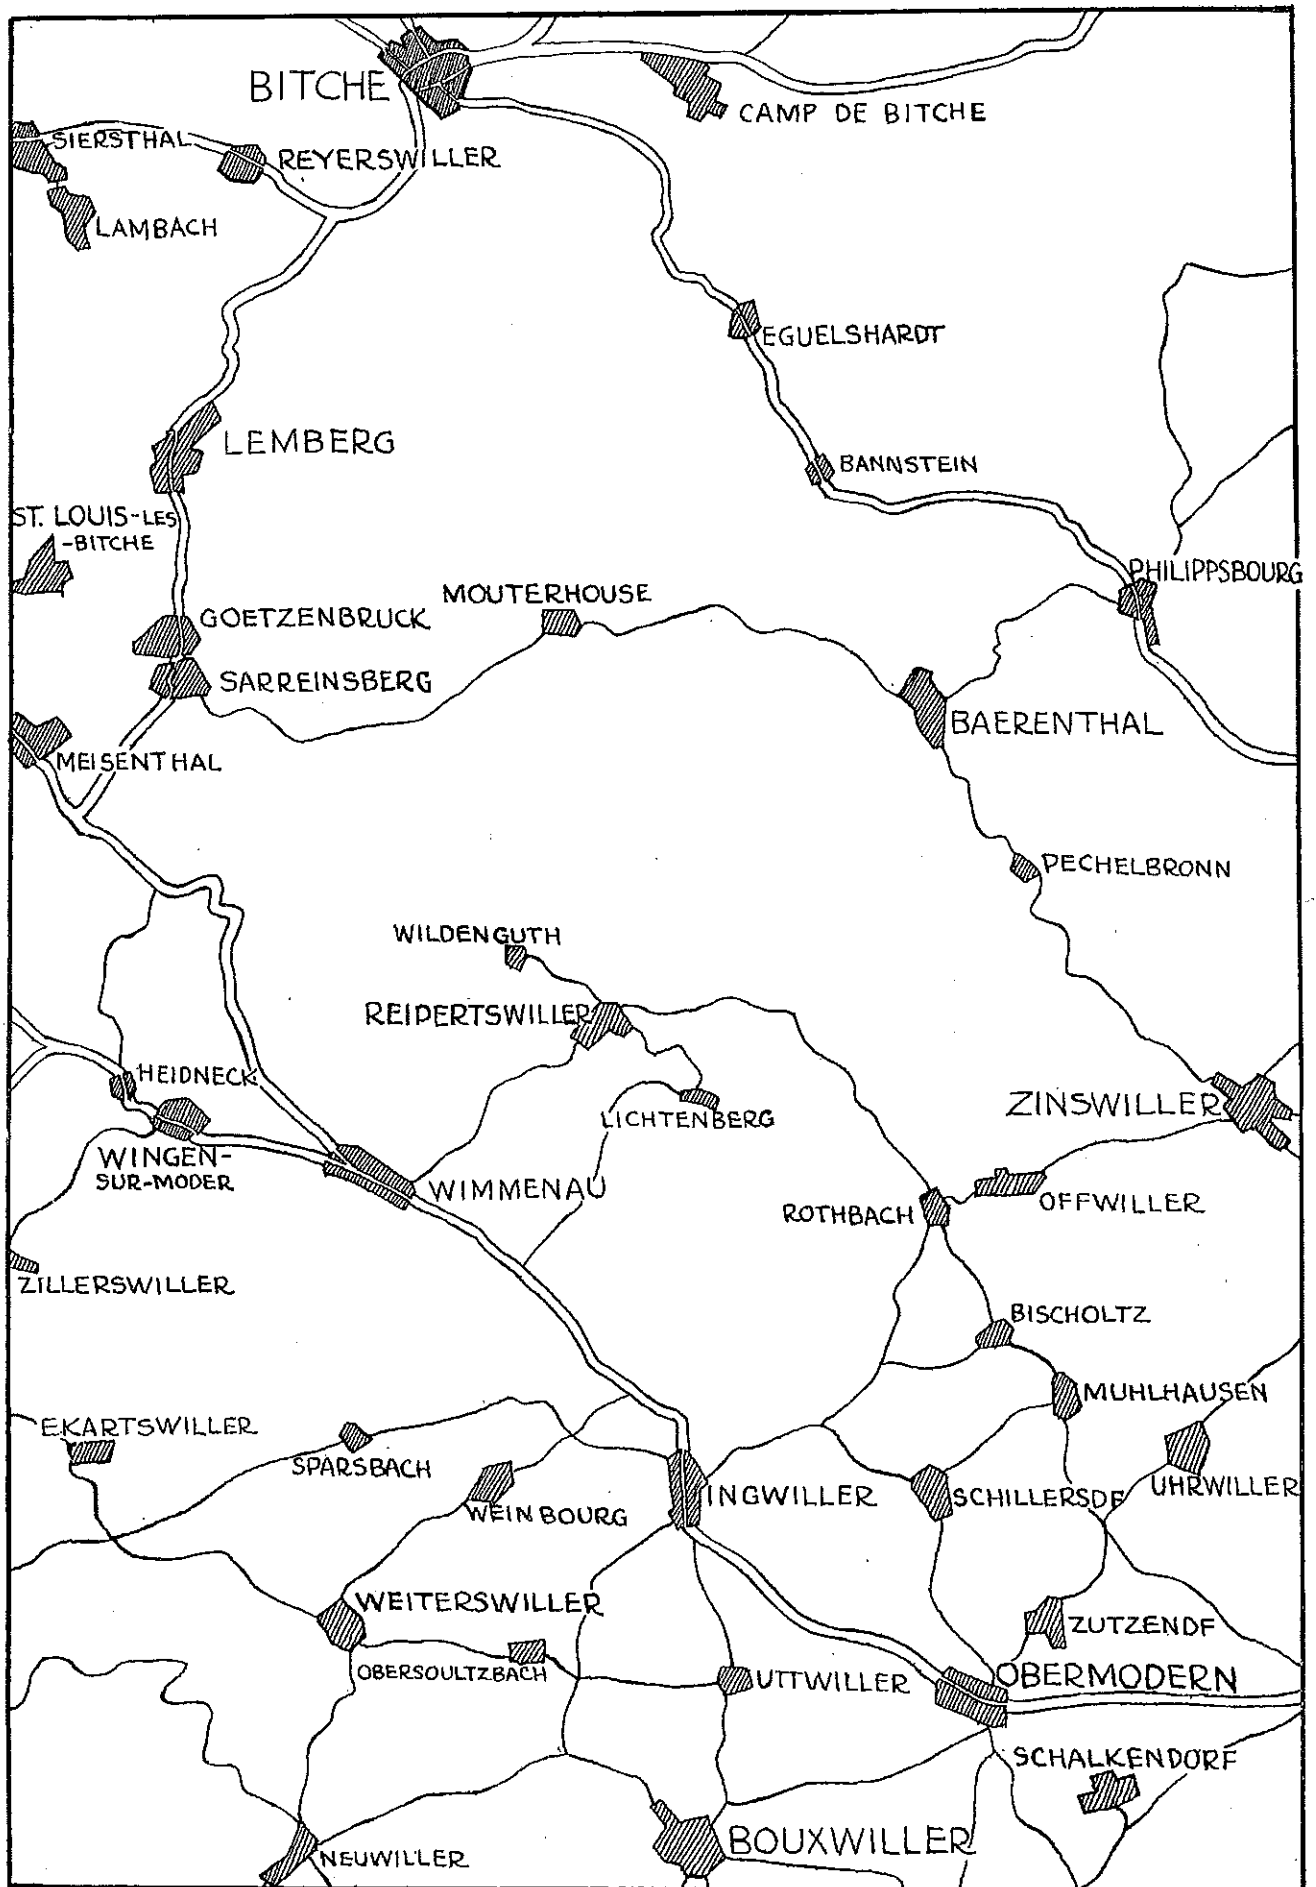 BITCHE
CAMP DE BITCHE
SIERSTHAL
REYERSWILLER
LAMBACH
EGUELSHARDT
LEMBERG
BANNSTEIN
ST. LOUIS-LES
-BITCHE
PHILIPPSBOURG
MOUTERHOUSE
GOETZENBRUCK
SARREINSBERG
BAERENTHAL
MEISENTHAL
PECHELBRONN
WILDENGUTH
REIPERTSWILLER
HEIDNECK
ZINSWILLER
LICHTENBERG
WINGEN-
SUR-MODER
WIMMENAU
OFFWILLER
ROTHBACH
ZILLERSWILLER
BISCHOLTZ
MUHLHAUSEN
EKARTSWILLER
SPARSBACH
UHRWILLER
INGWILLER
SCHILLERSDF
WEINBOURG
WEITERSWILLER
ZUTZENDF
OBERSOULTZBACH
UTTWILLER
OBERMODERN
SCHALKENDORF
BOUXWILLER
NEUWILLER